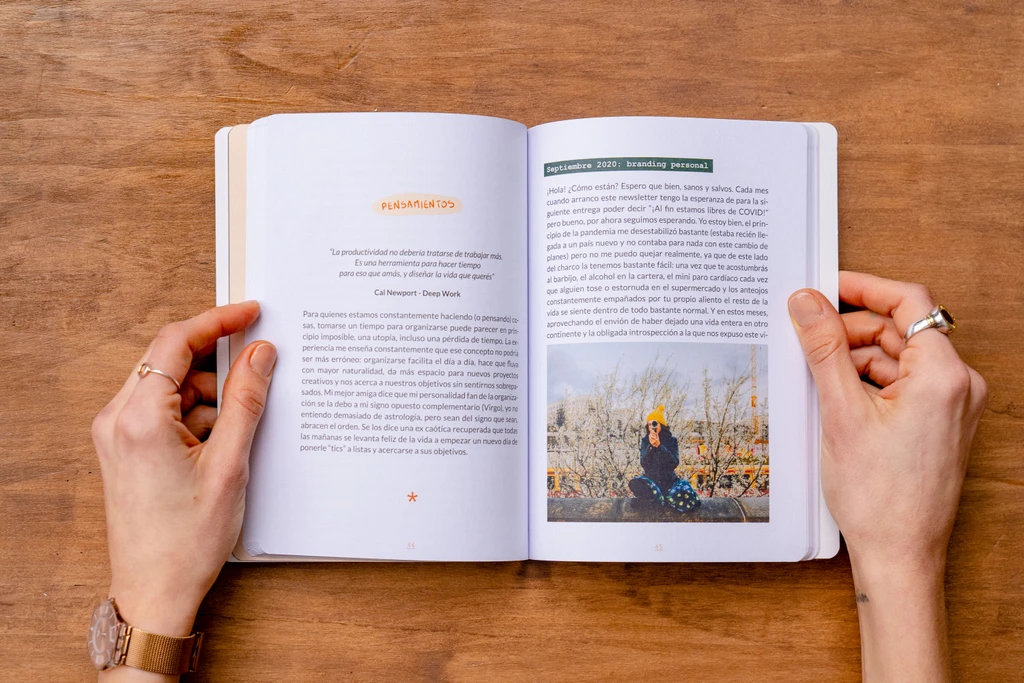 PENSAMIENTOS
"La productividad no debería tratarse de trabajar más.
Es una herramienta para hacer tiempo
para eso que amás, y diseñar la vida que querés"
Cal Newport - Deep Work
Para quienes estamos constantemente haciendo (o pensando) co-
sas, tomarse un tiempo para organizarse puede parecer en prin-
cipio imposible, una utopía, incluso una pérdida de tiempo. La ex-
periencia me enseña constantemente que ese concepto no podría
ser más erróneo: organizarse facilita el día a día, hace que fluya
con mayor naturalidad, da más espacio para nuevos proyectos
creativos y nos acerca a nuestros objetivos sin sentirnos sobrepa-
sados. Mi mejor amiga dice que mi personalidad fan de la organiza-
ción se la debo a mi signo opuesto complementario (Virgo), yo no
entiendo demasiado de astrología, pero sean del signo que sean,
abracen el orden. Se los dice una ex caótica recuperada que todas
las mañanas se levanta feliz de la vida a empezar un nuevo día de
ponerle "tics" a listas y acercarse a sus objetivos.
*
44
Septiembre 2020: branding personal
¡Hola! ¿Cómo están? Espero que bien, sanos y salvos. Cada mes
cuando arranco este newsletter tengo la esperanza de para la si-
guiente entrega poder decir "¡Al fin estamos libres de COVID!"
pero bueno, por ahora seguimos esperando. Yo estoy bien, el prin-
cipio de la pandemia me desestabilizó bastante (estaba recién lle-
gada a un país nuevo y no contaba para nada con este cambio de
planes) pero no me puedo quejar realmente, ya que de este lado
del charco la tenemos bastante fácil: una vez que te acostumbrás
al barbijo, el alcohol en la cartera, el mini paro cardíaco cada vez
que alguien tose o estornuda en el supermercado y los anteojos
constantemente empañados por tu propio aliento el resto de la
vida se siente dentro de todo bastante normal. Y en estos meses,
aprovechando el envión de haber dejado una vida entera en otro
continente y la obligada introspección a la que nos expuso este vi-
45